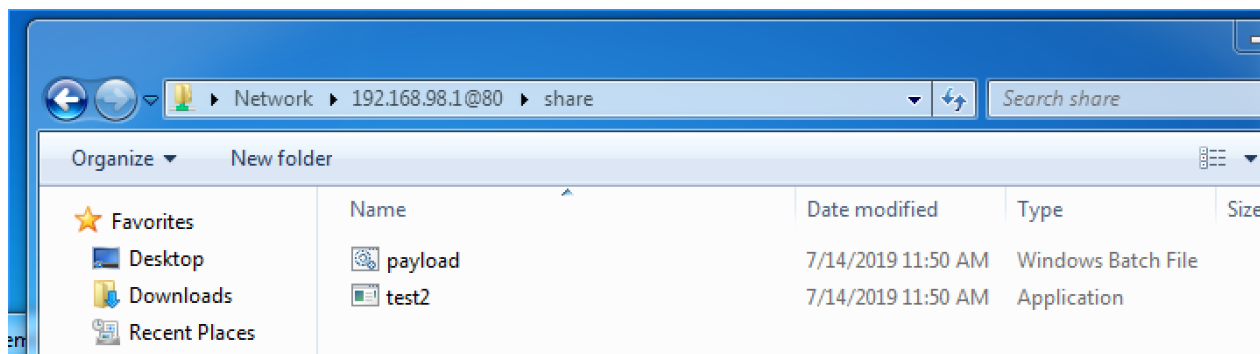 Network 192.168.98.1@80 share Search share
Organize New folder
Name Date modified Type Size
Favorites
Desktop payload 7/14/2019 11:50 AM Windows Batch File
Downloads test2 7/14/2019 11:50 AM Application
Recent Places